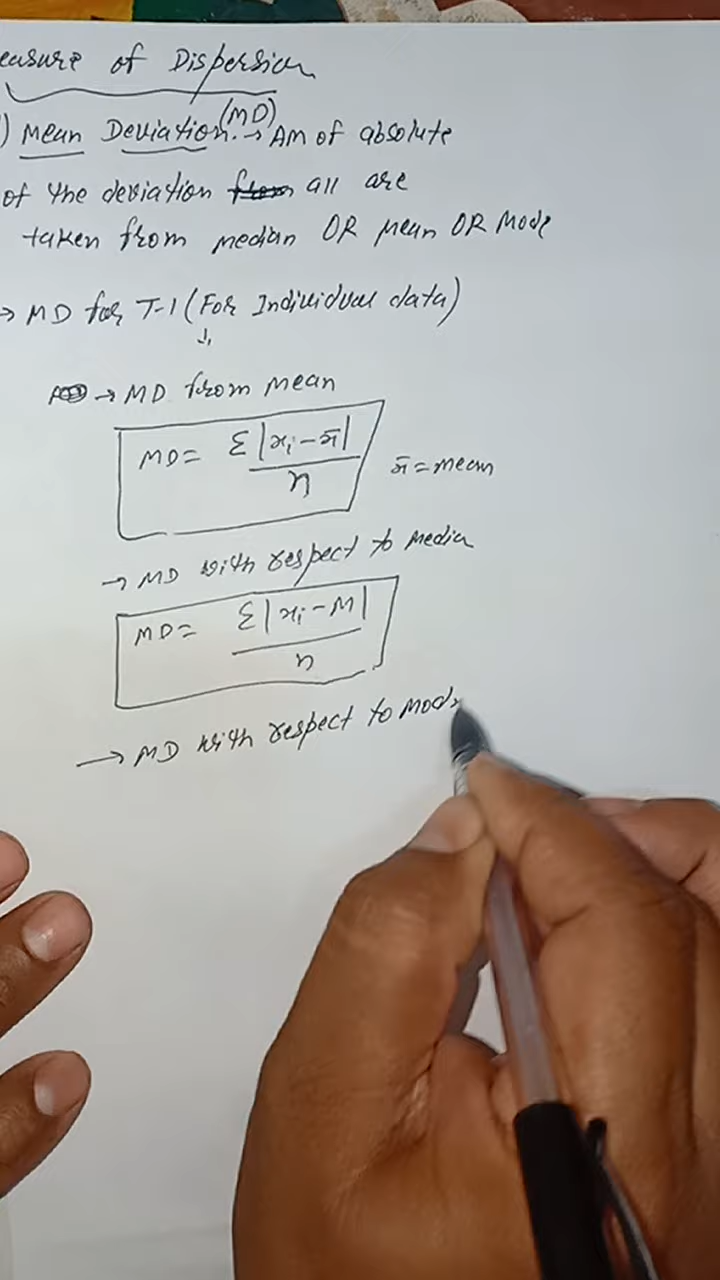 easure of Dispersion
) Mean Deviation. (MD) → AM of absolute
of the deviation all are
taken from median OR Mean OR Mode
→ MD for T-1 (For Individual data)
↓
→ MD from mean
MD = Σ|xi - x̄| / n
x̄ = mean
→ MD with respect to Media
MD = Σ|xi - M| / n
→ MD with respect to Mod